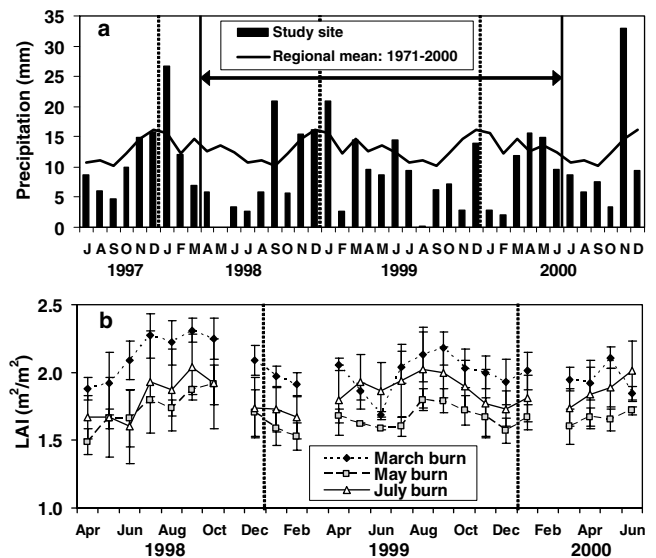 a
Study site
Regional mean: 1971-2000
Precipitation (mm)
35
30
25
20
15
10
5
0
J A S O N D J F M A M J J A S O N D J F M A M J J A S O N D J F M A M J J A S O N D
1997 1998 1999 2000
b
LAI (m²/m²)
2.5
2.0
1.5
1.0
March burn
May burn
July burn
Apr Jun Aug Oct Dec Feb Apr Jun Aug Oct Dec Feb Apr Jun
1998 1999 2000